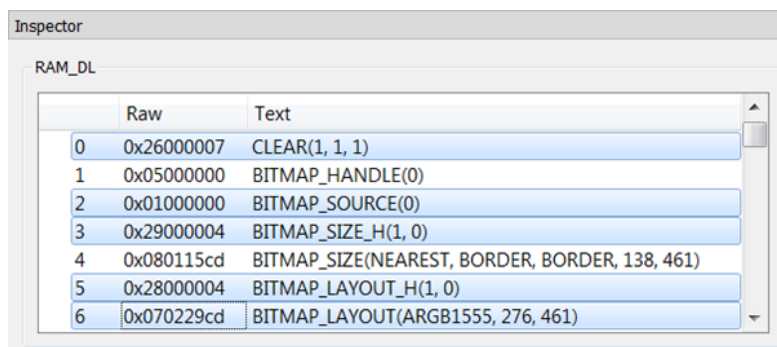 Inspector
RAM_DL
Raw Text
0 0x26000007 CLEAR(1, 1, 1)
1 0x05000000 BITMAP_HANDLE(0)
2 0x01000000 BITMAP_SOURCE(0)
3 0x29000004 BITMAP_SIZE_H(1, 0)
4 0x080115cd BITMAP_SIZE(NEAREST, BORDER, BORDER, 138, 461)
5 0x28000004 BITMAP_LAYOUT_H(1, 0)
6 0x070229cd BITMAP_LAYOUT(ARGB1555, 276, 461)